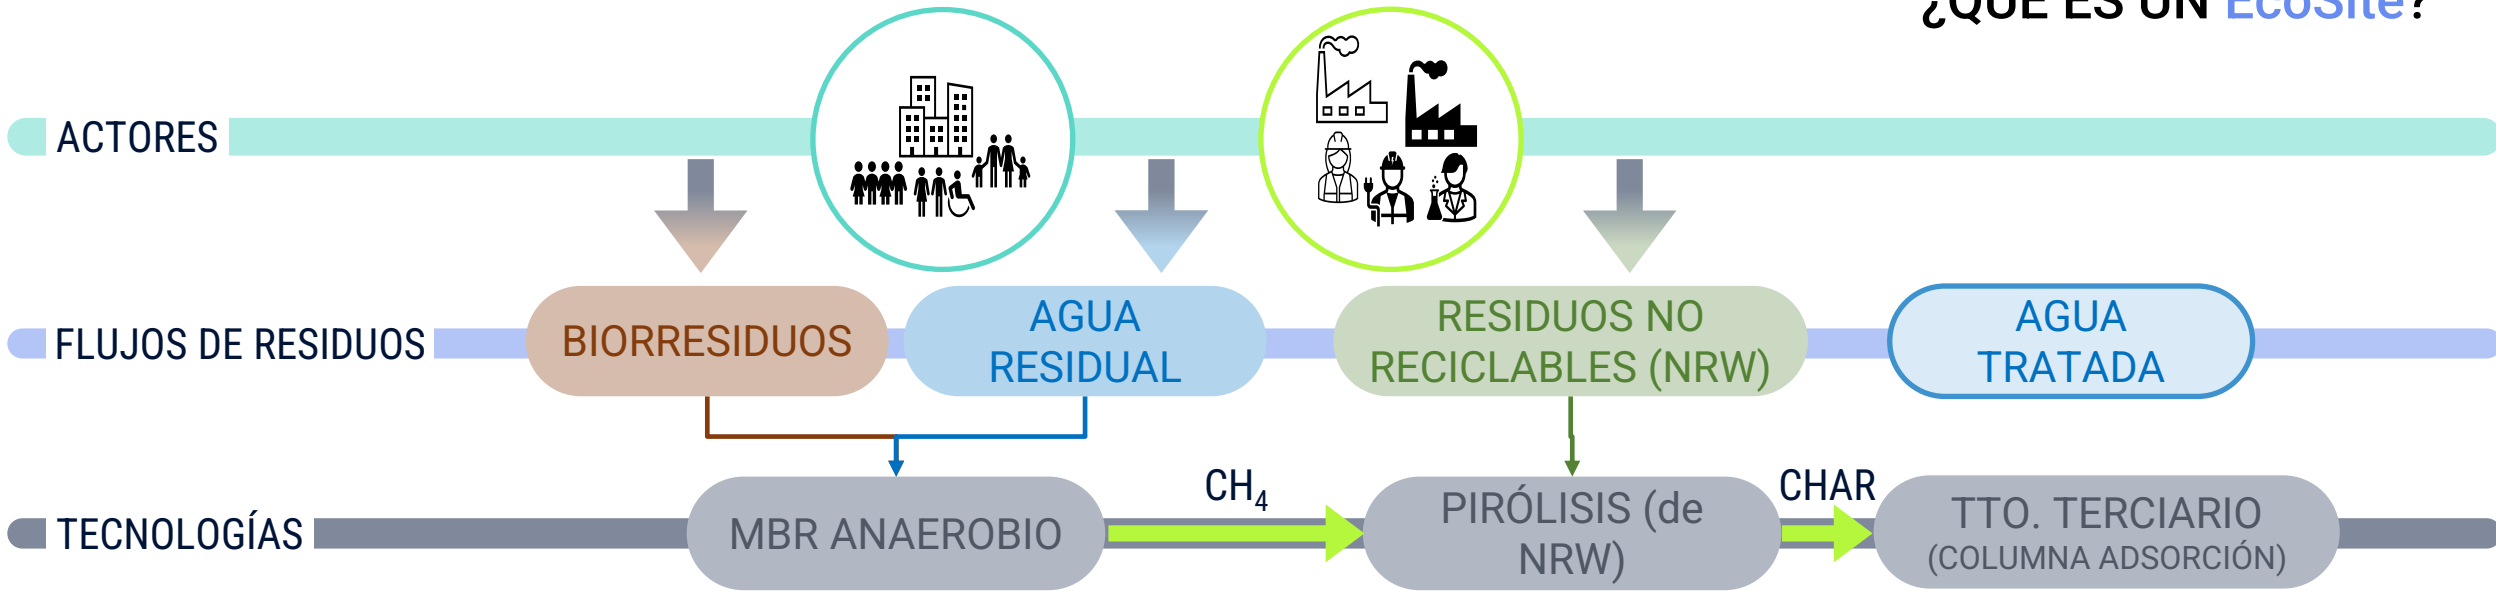 ¿QUÉ ES UN EcoSite?
ACTORES
FLUJOS DE RESIDUOS
BIORRESIDUOS
AGUA
RESIDUAL
RESIDUOS NO
RECICLABLES (NRW)
AGUA
TRATADA
TECNOLOGÍAS
MBR ANAEROBIO
CH₄
PIRÓLISIS (de
NRW)
CHAR
TTO. TERCIARIO
(COLUMNA ADSORCIÓN)